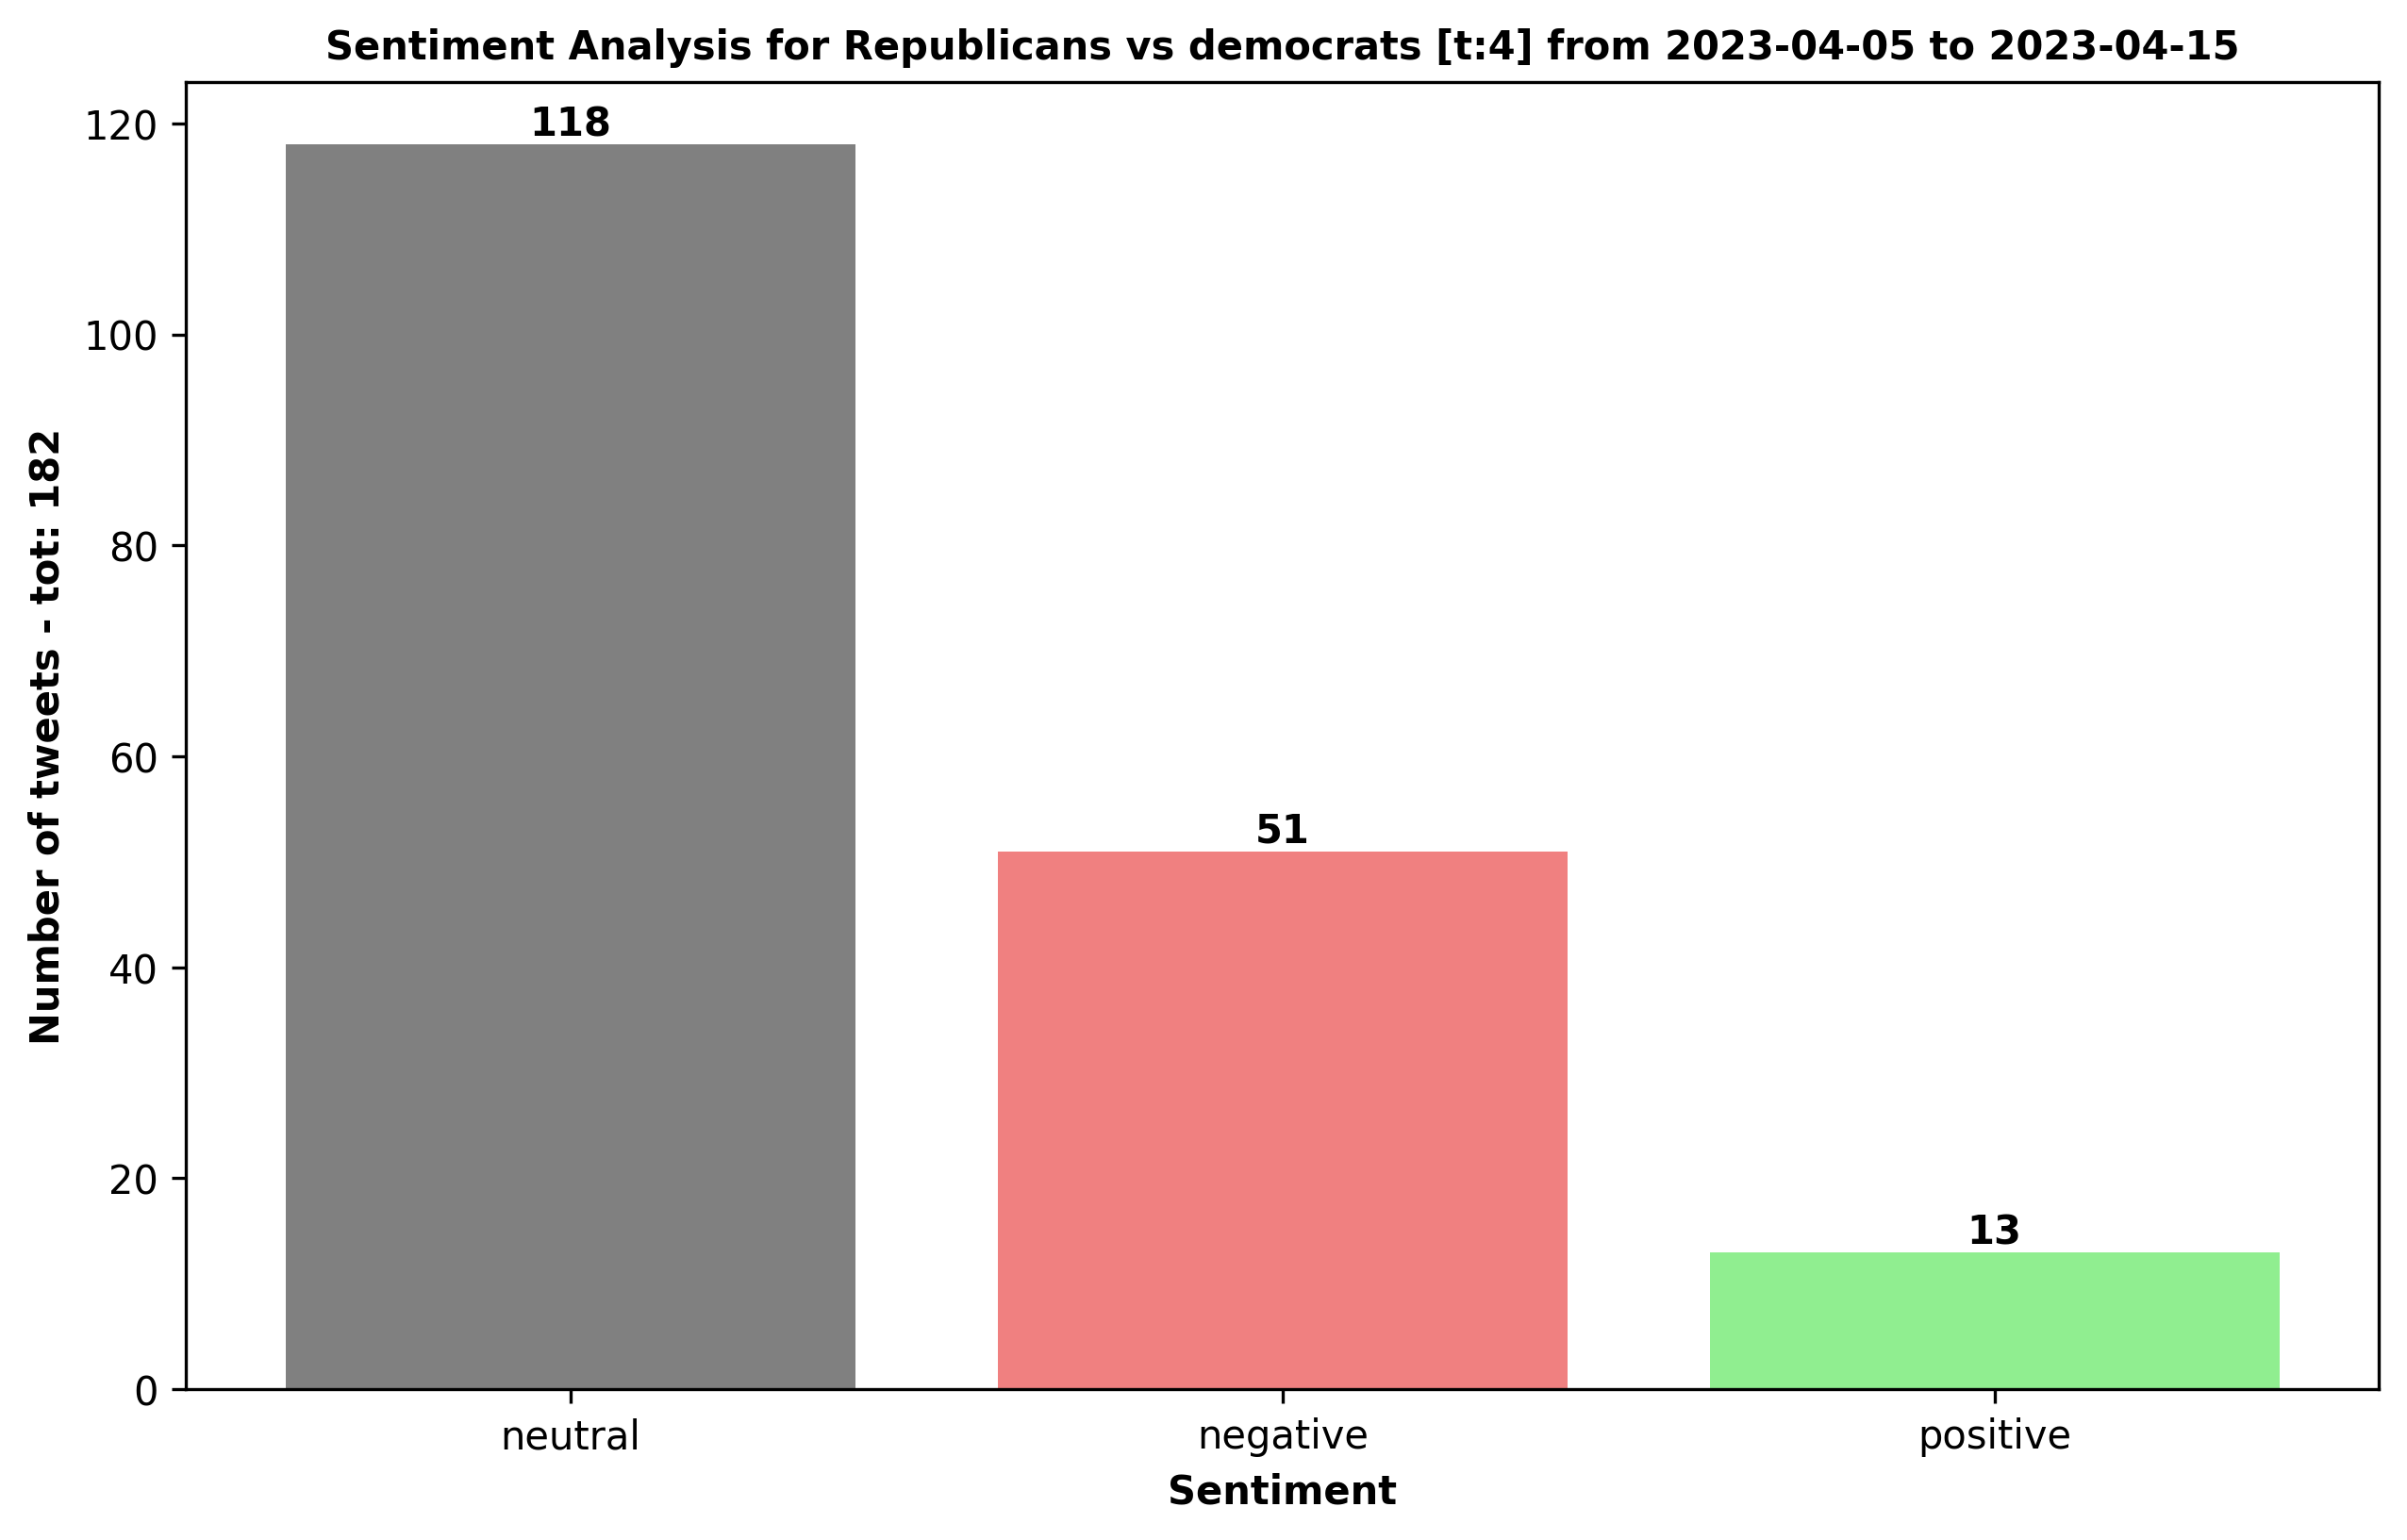 Sentiment Analysis for Republicans vs democrats [t:4] from 2023-04-05 to 2023-04-15
Number of tweets - tot: 182
120
100
80
60
40
20
0
118
51
13
neutral
negative
positive
Sentiment